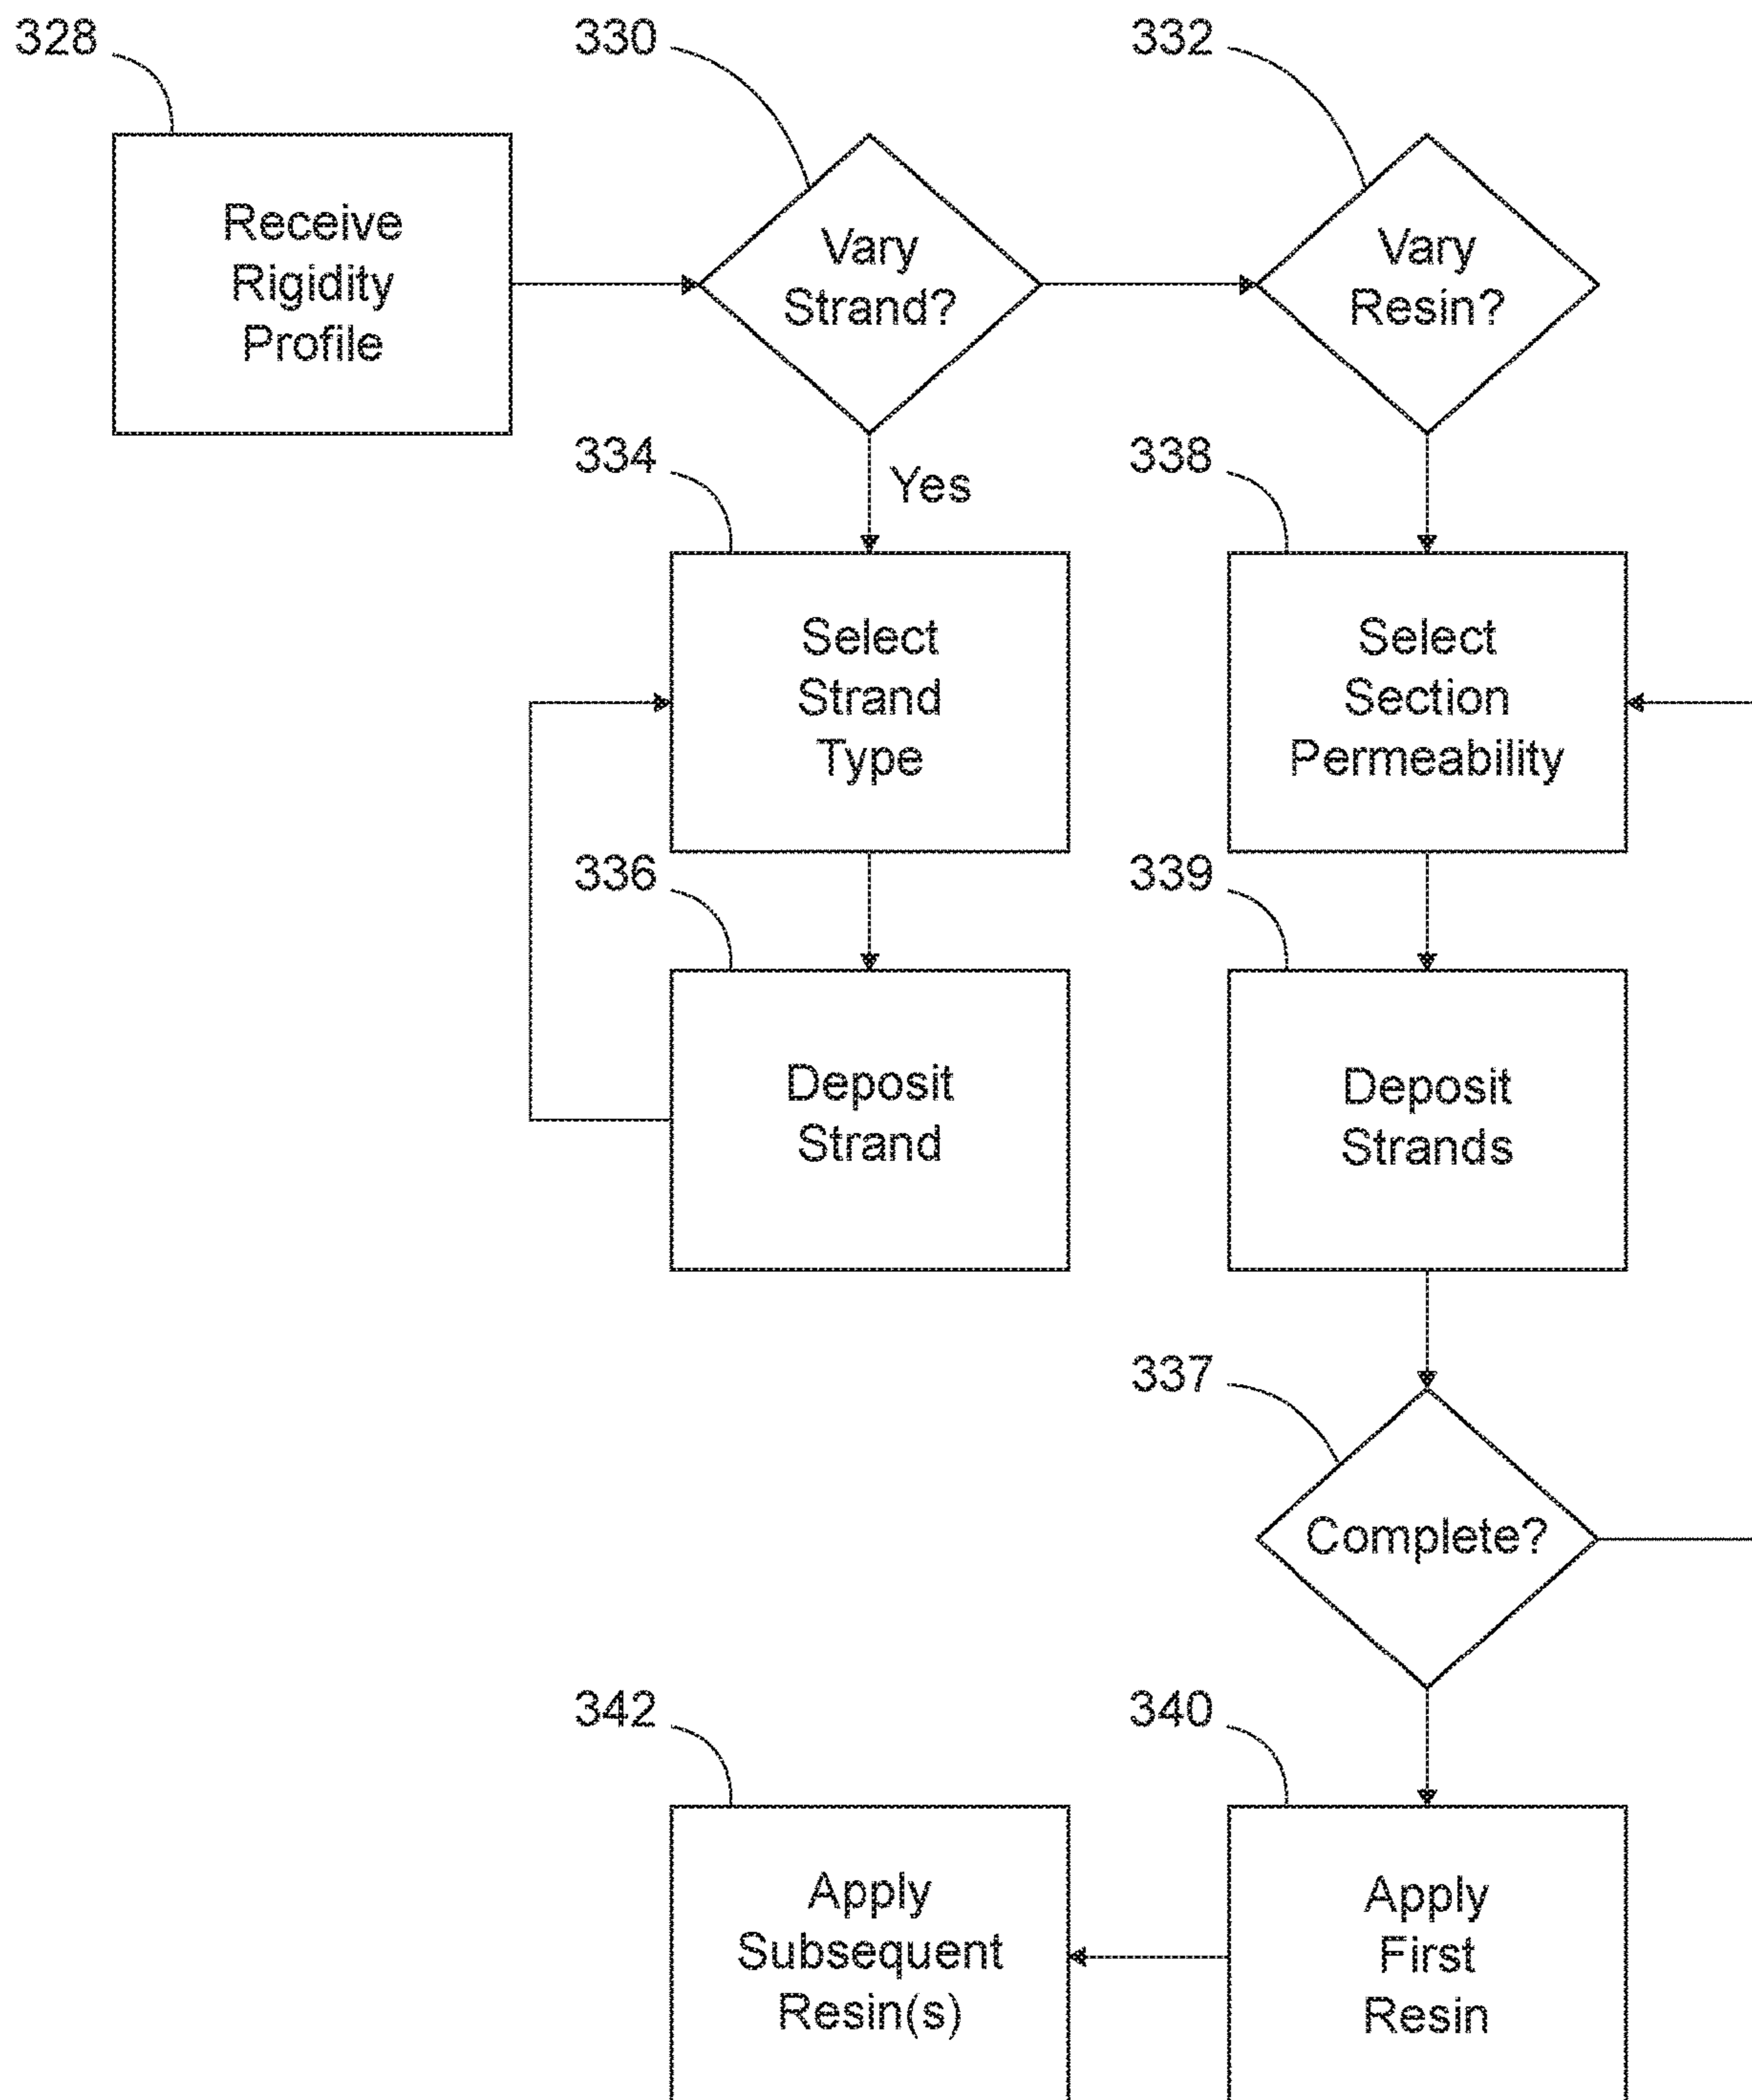 328
330
332
Receive
Rigidity
Profile
Vary
Strand?
Vary
Resin?
334
Yes
338
Select
Strand
Type
Select
Section
Permeability
336
339
Deposit
Strand
Deposit
Strands
337
Complete?
342
340
Apply
Subsequent
Resin(s)
Apply
First
Resin